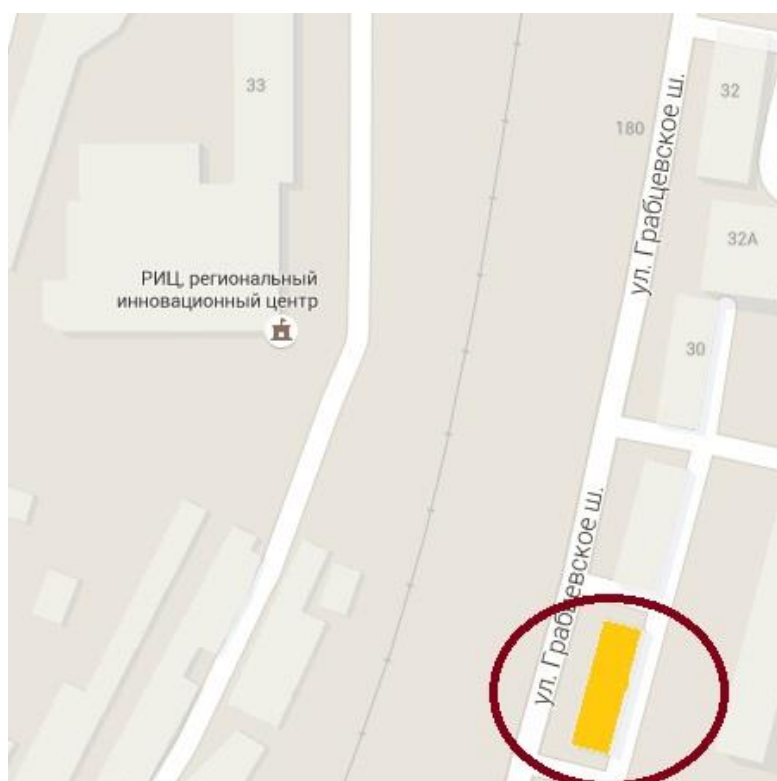 33
32
180
ул. Грабцевское ш.
32А
РИЦ, региональный
инновационный центр
30
ул. Грабцевское ш.